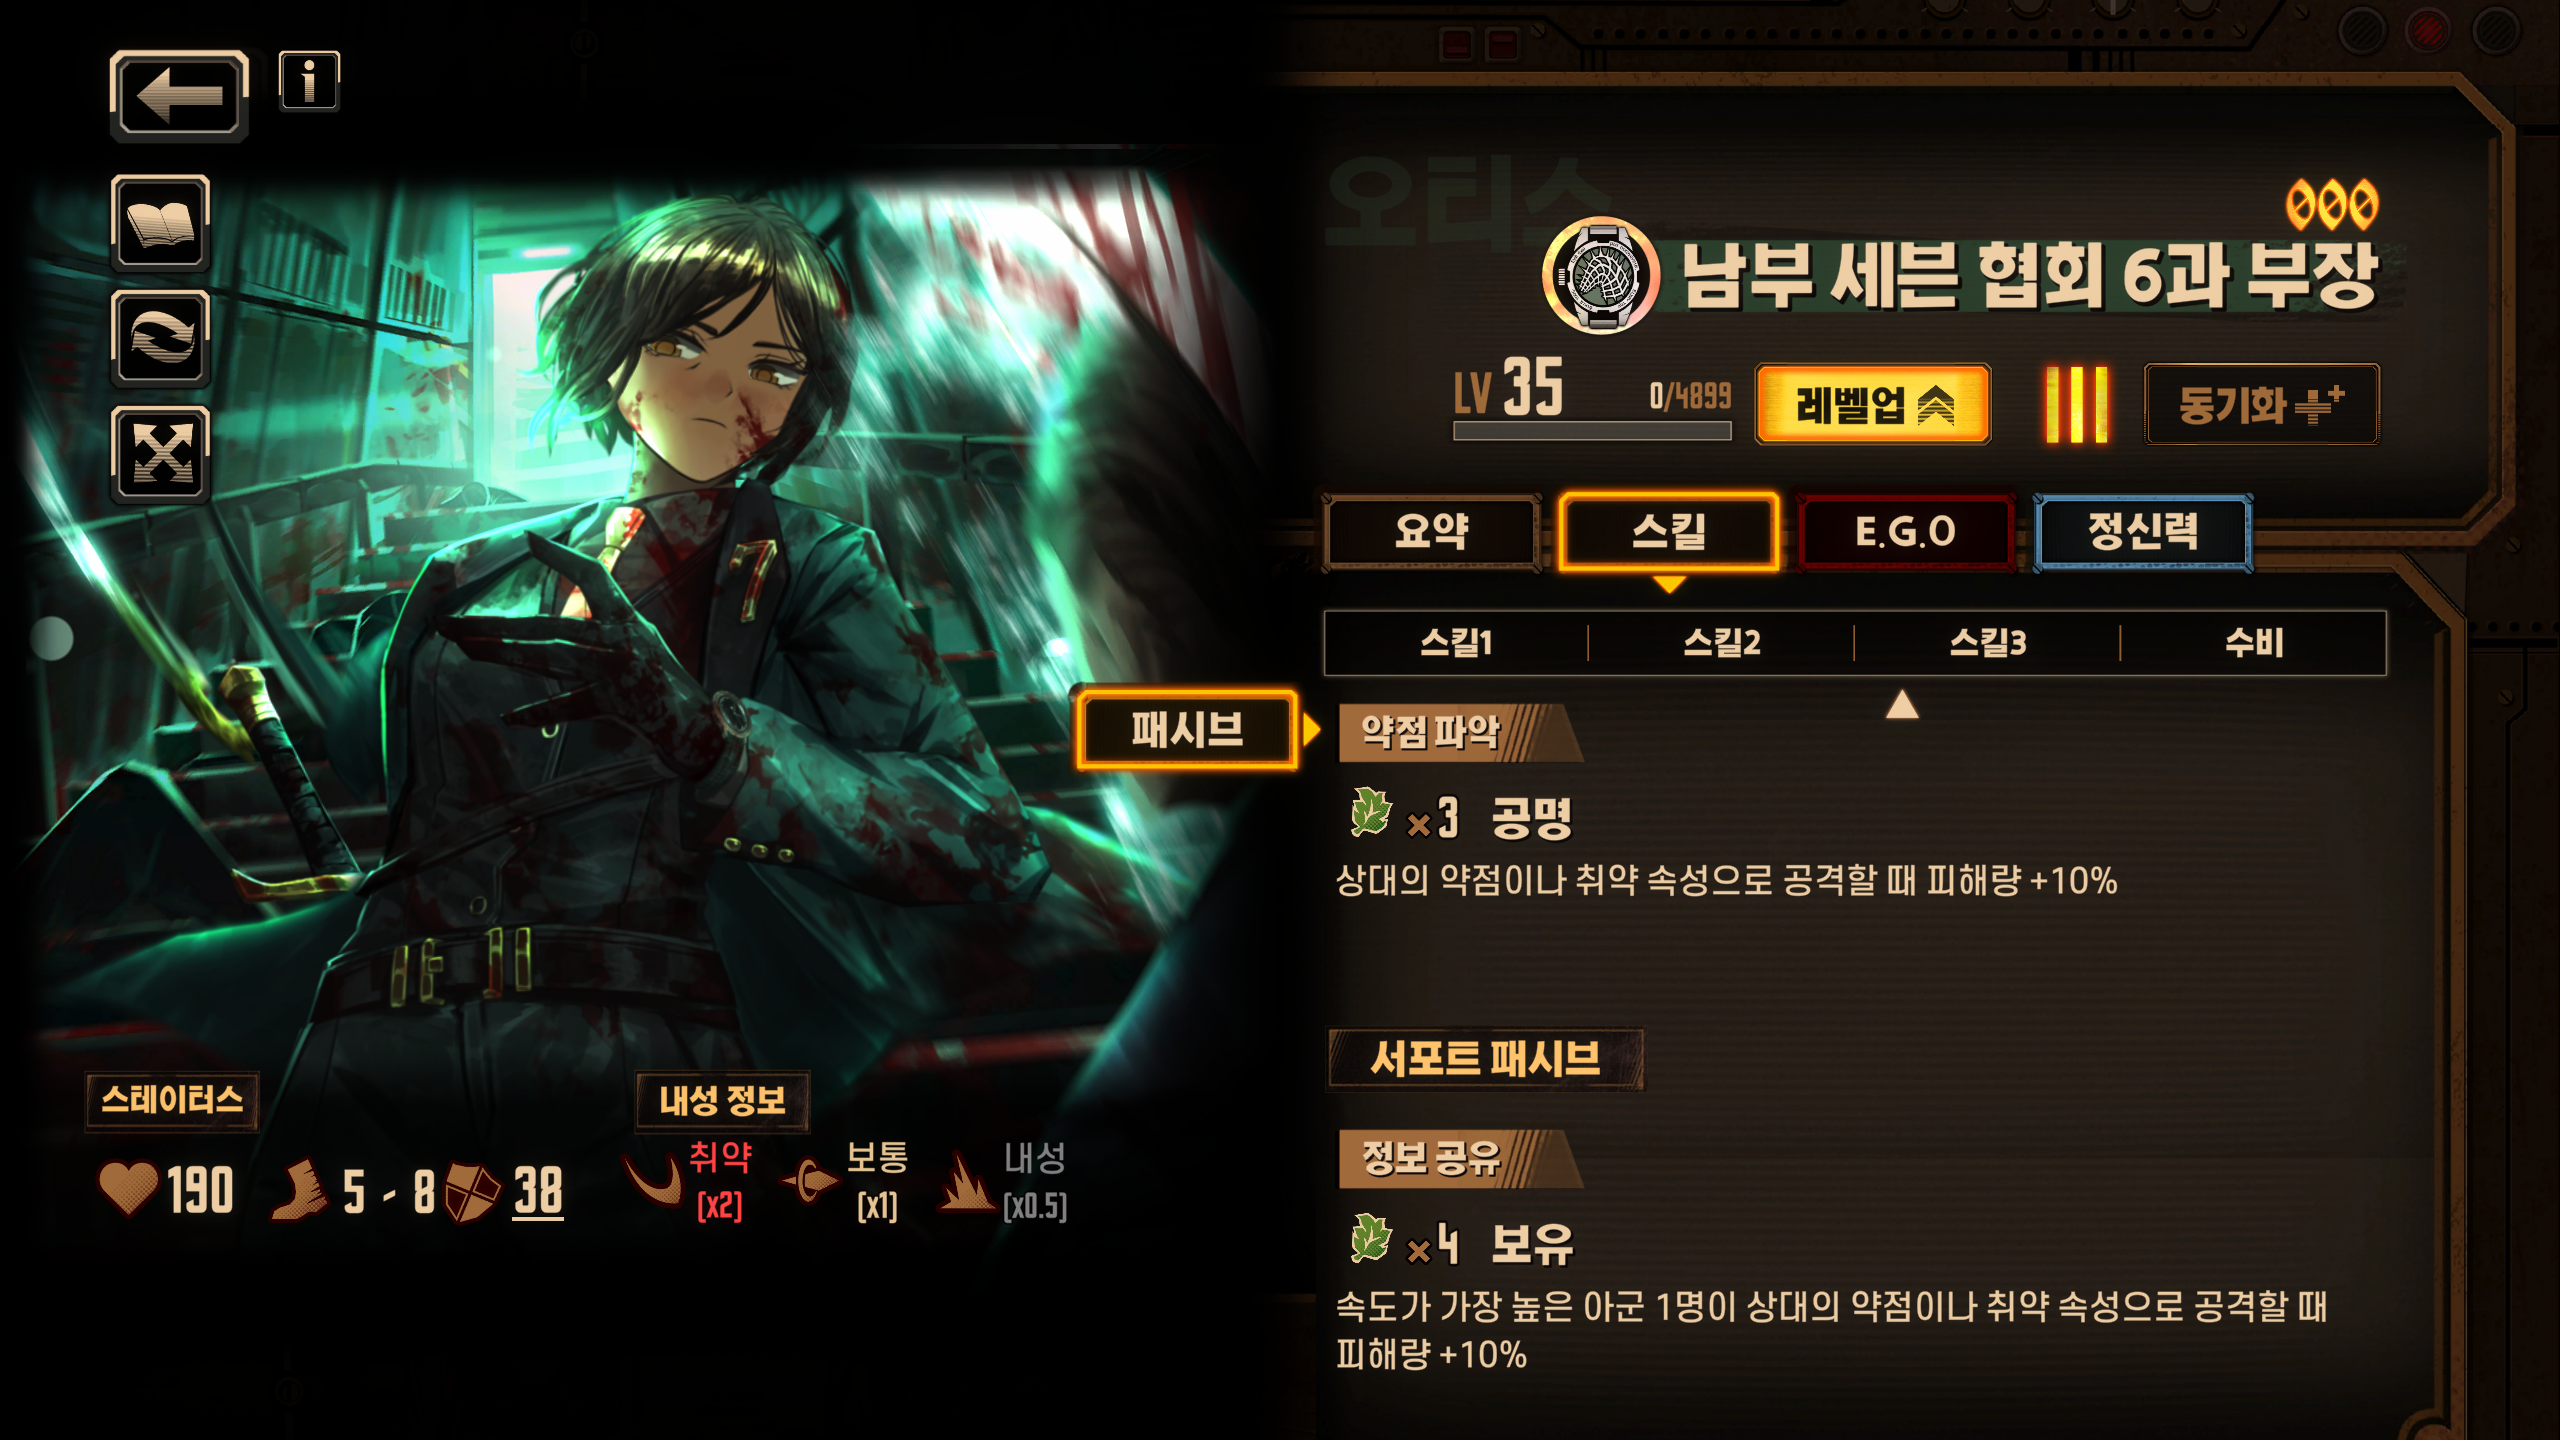 오티스
남부 세븐 협회 6과 부장
LV 35
0/4899
레벨업
동기화
요약
스킬
E.G.O
정신력
스킬1
스킬2
스킬3
수비
패시브
약점 파악
×3 공명
상대의 약점이나 취약 속성으로 공격할 때 피해량 +10%
서포트 패시브
정보 공유
×4 보유
속도가 가장 높은 아군 1명이 상대의 약점이나 취약 속성으로 공격할 때
피해량 +10%
7
스테이터스
190
5 - 8
38
내성 정보
취약
[x2]
보통
[x1]
내성
[x0.5]